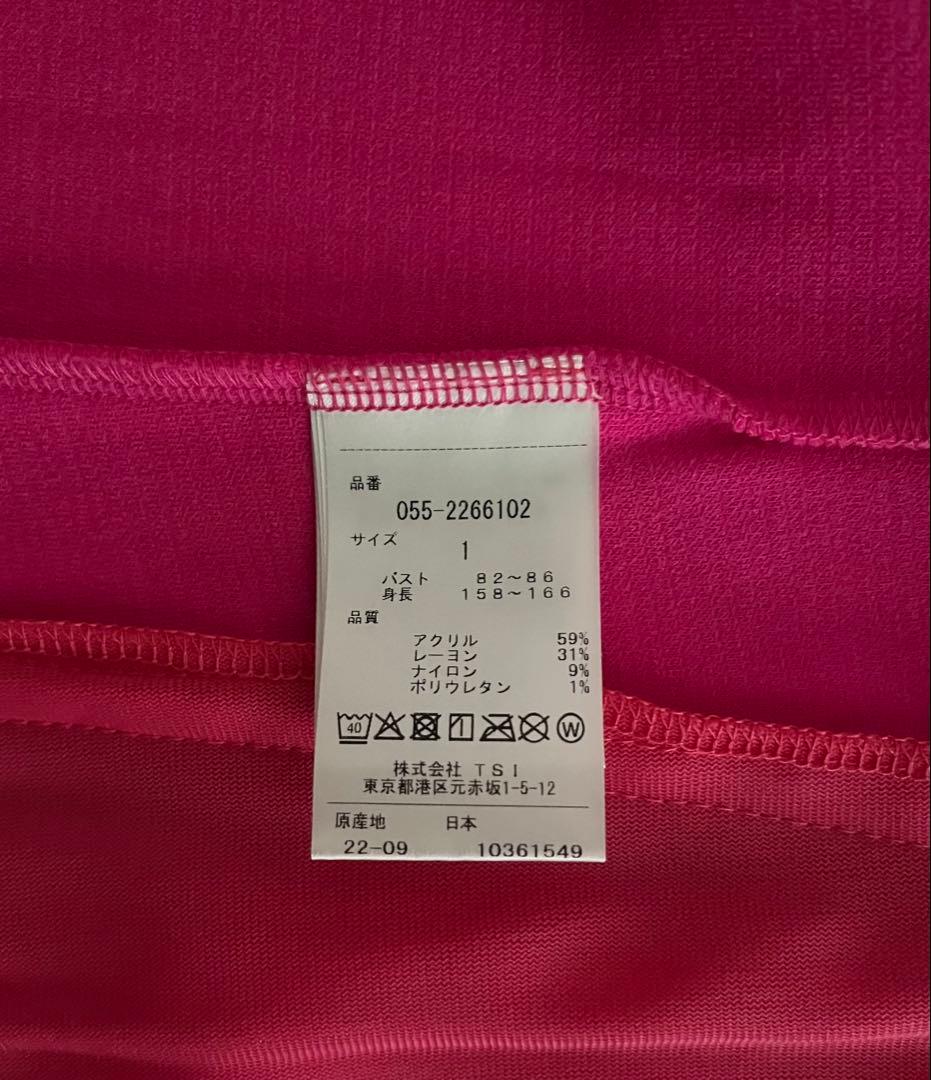 品番
055-2266102
サイズ
1
バスト 82～86
身長 158～166
品質
アクリル 59%
レーヨン 31%
ナイロン 9%
ポリウレタン 1%
40
W
株式会社 TSI
東京都港区元赤坂1-5-12
原産地 日本
22-09 10361549